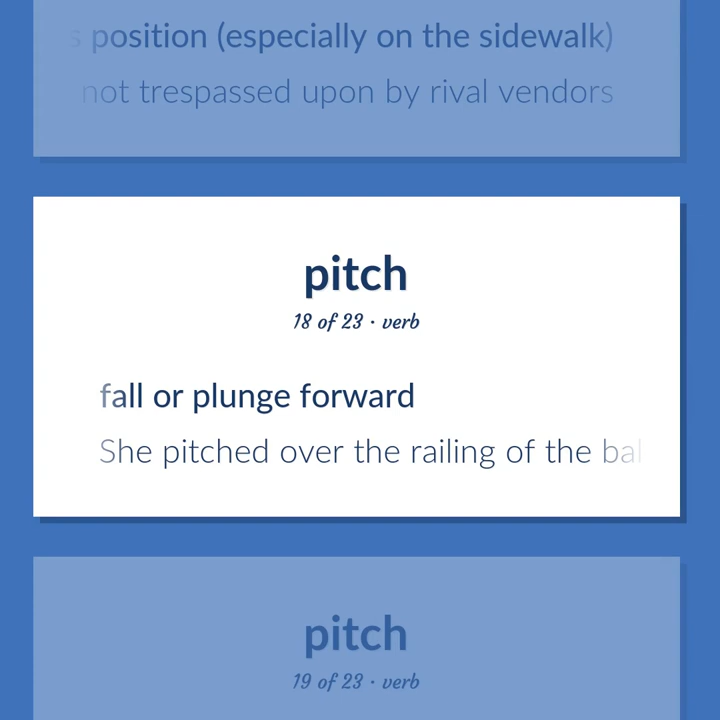 position (especially on the sidewalk)
not trespassed upon by rival vendors
pitch
18 of 23 · verb
fall or plunge forward
She pitched over the railing of the
pitch
19 of 23 · verb